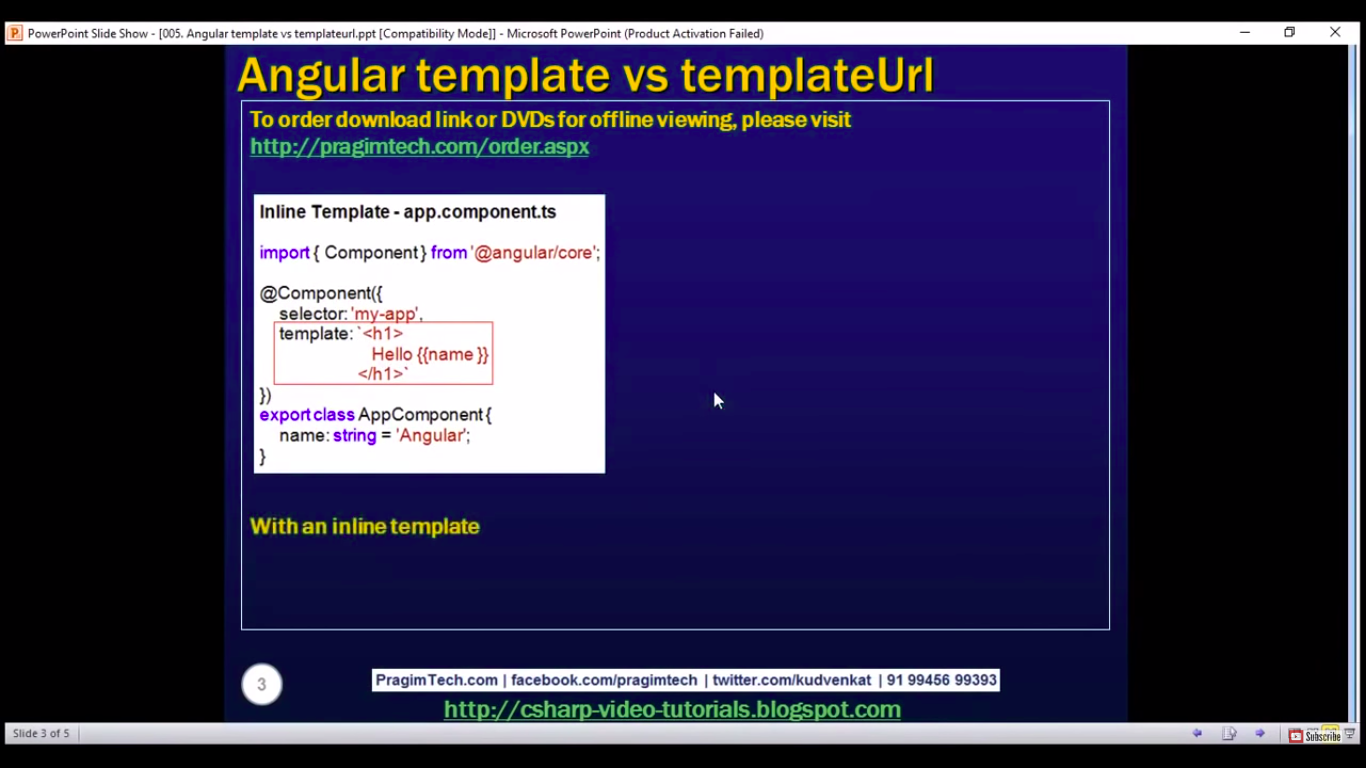 PowerPoint Slide Show - [005. Angular template vs templateurl.ppt [Compatibility Mode]] - Microsoft PowerPoint (Product Activation Failed)
Angular template vs templateUrl
To order download link or DVDs for offline viewing, please visit
http://pragimtech.com/order.aspx
Inline Template - app.component.ts
import { Component } from '@angular/core';
@Component({
selector: 'my-app',
template: `<h1>
Hello {{name }}
</h1>`
})
export class AppComponent {
name: string = 'Angular';
}
With an inline template
3
PragimTech.com | facebook.com/pragimtech | twitter.com/kudvenkat | 91 99456 99393
http://csharp-video-tutorials.blogspot.com
Slide 3 of 5
Subscribe